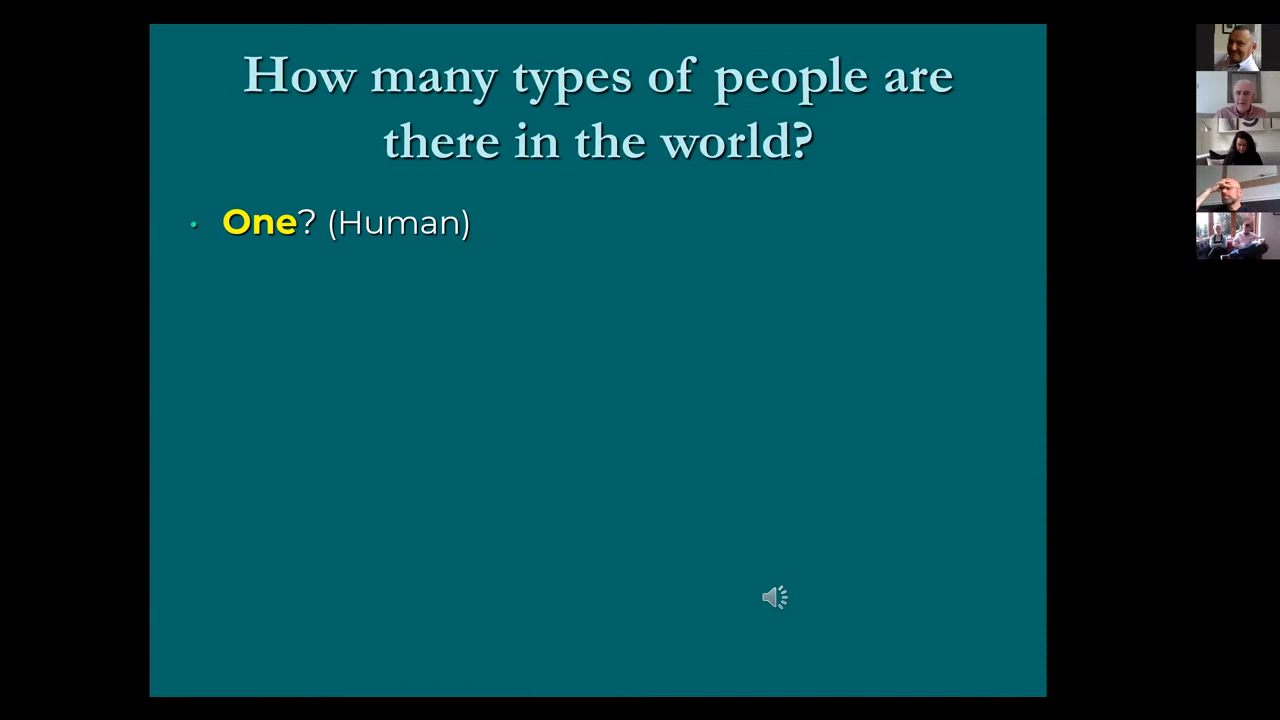 How many types of people are
there in the world?
• One? (Human)